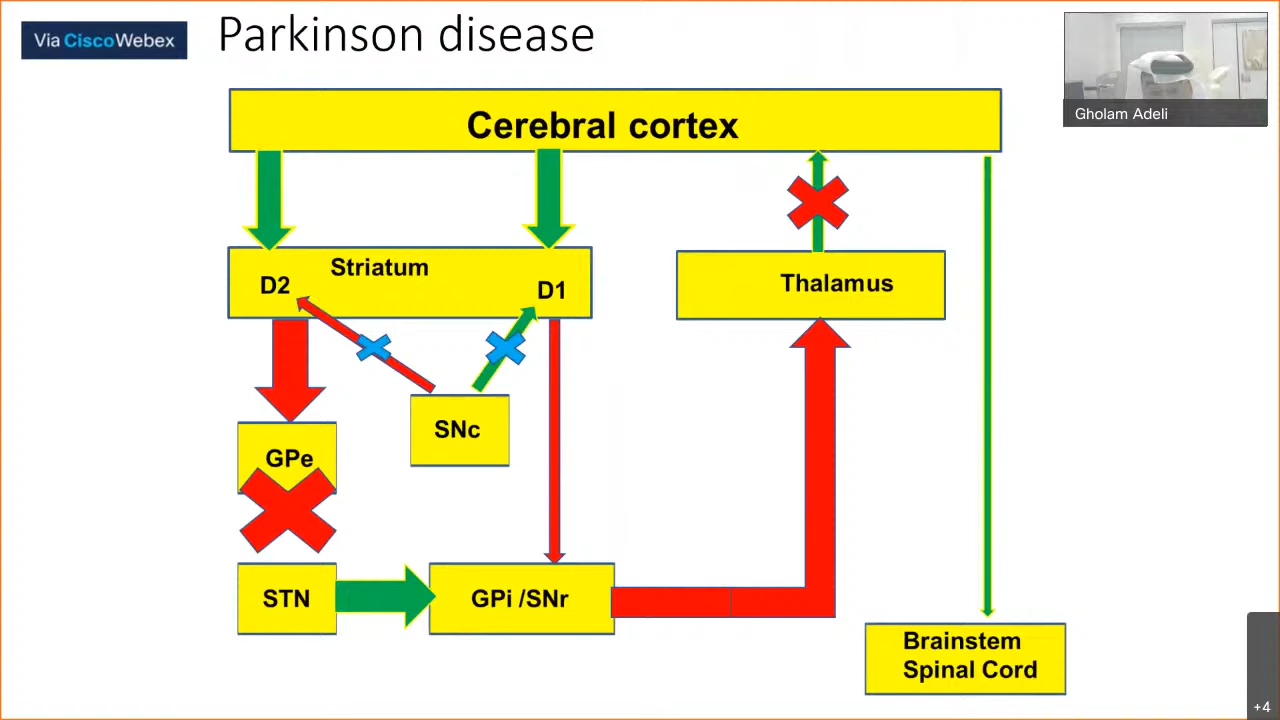 Via CiscoWebex
Parkinson disease
Gholam Adeli
Cerebral cortex
Striatum
D2
D1
Thalamus
SNc
GPe
STN
GPi /SNr
Brainstem
Spinal Cord
+4